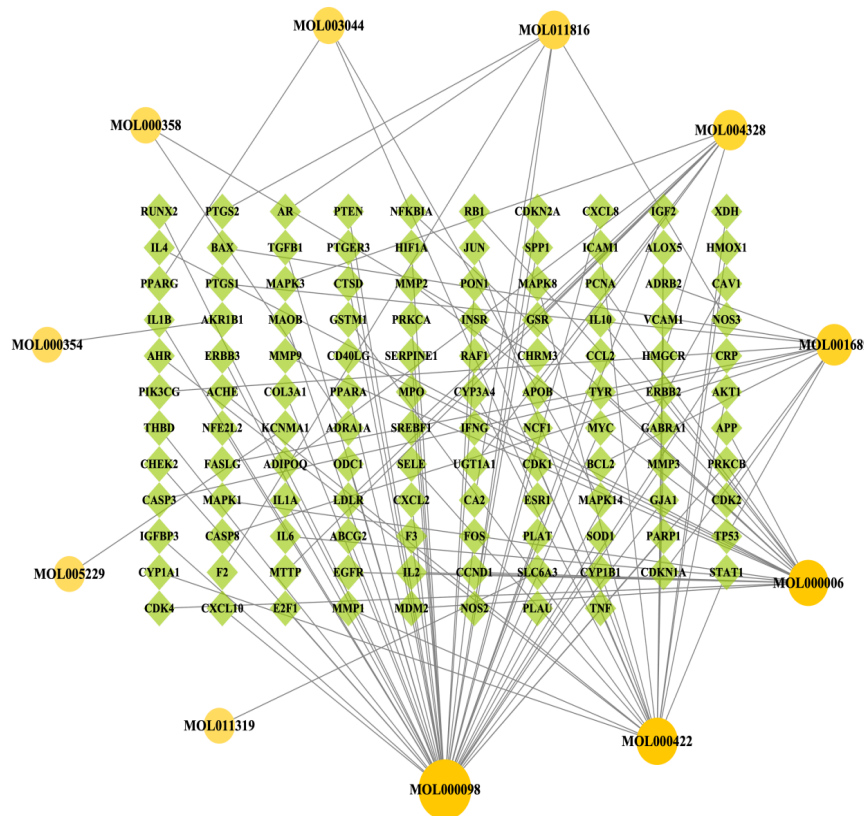 MOL003044
MOL011816
MOL000358
MOL004328
RUNX2 PTGS2 AR PTEN NFKBIA RB1 CDKN2A CXCL8 IGF2 XDH
IL4 BAX TGFB1 PTGER3 HIF1A JUN SPP1 ICAM1 ALOX5 HMOX1
PPARG PTGS1 MAPK3 CTSD MMP2 PON1 MAPK8 PCNA ADRB2 CAV1
IL1B AKR1B1 MAOB GSTM1 PRKCA INSR GSR IL10 VCAM1 NOS3
MOL000354 MOL001689
AHR ERBB3 MMP9 CD40LG SERPINE1 RAF1 CHRM3 CCL2 HMGCR CRP
PIK3CG ACHE COL3A1 PPARA MPO CYP3A4 APOB TYR ERBB2 AKT1
THBD NFE2L2 KCNMA1 ADRA1A SREBF1 IFNG NCF1 MYC GABRA1 APP
CHEK2 FASLG ADIPOQ ODC1 SELE UGT1A1 CDK1 BCL2 MMP3 PRKCB
CASP3 MAPK1 IL1A LDLR CXCL2 CA2 ESR1 MAPK14 GJA1 CDK2
IGFBP3 CASP8 IL6 ABCG2 F3 FOS PLAT SOD1 PARP1 TP53
MOL005229
CYP1A1 F2 MTTP EGFR IL2 CCND1 SLC6A3 CYP1B1 CDKN1A STAT1
MOL000006
CDK4 CXCL10 E2F1 MMP1 MDM2 NOS2 PLAU TNF
MOL011319
MOL000422
MOL000098